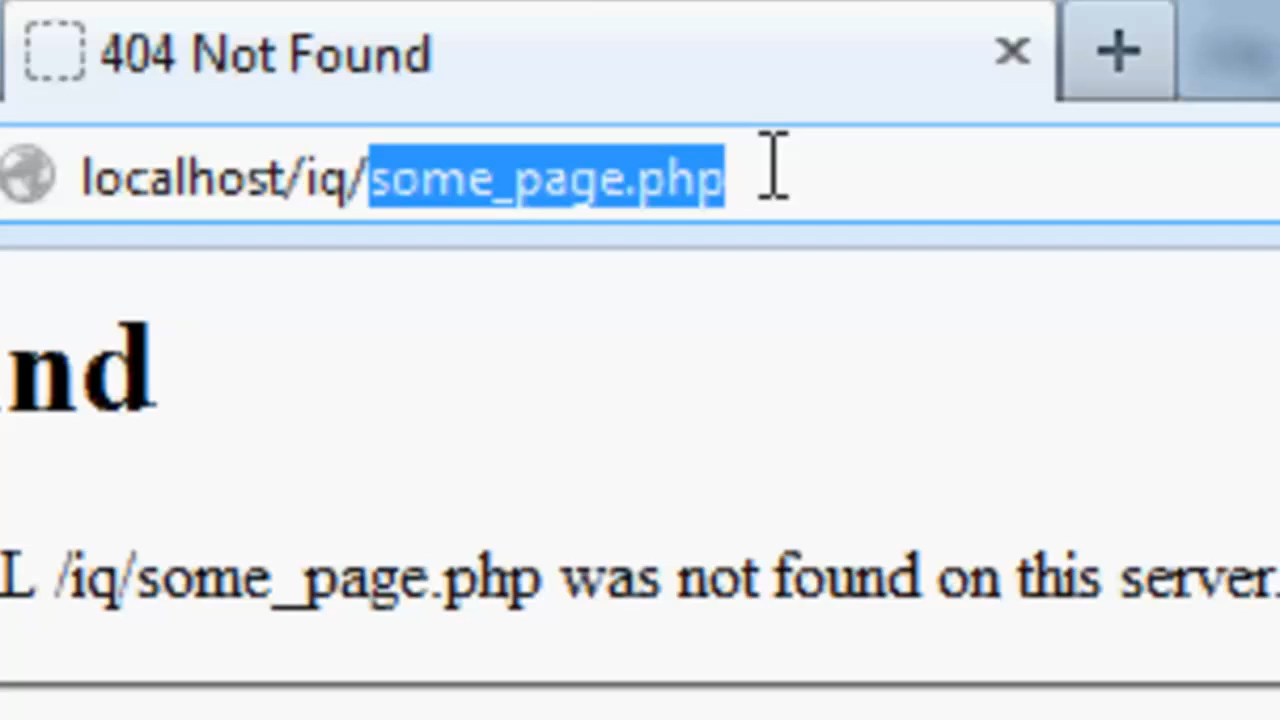 404 Not Found
localhost/iq/some_page.php
nd
L /iq/some_page.php was not found on this server.